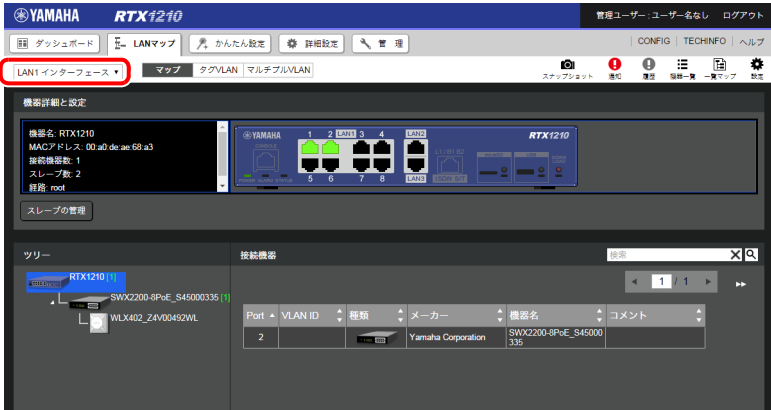 YAMAHA RTX1210 管理ユーザー : ユーザー名なし ログアウト
ダッシュボード LANマップ かんたん設定 詳細設定 管 理 CONFIG TECHINFO ヘルプ
LAN1 インターフェース マップ タグVLAN マルチプルVLAN スナップショット 通知 履歴 機器一覧 一覧マップ 設定
機器詳細と設定
機器名: RTX1210
MACアドレス: 00:a0:de:ae:68:a3
接続機器数: 1
スレーブ数: 2
経路: root
YAMAHA 1 2 LAN1 3 4 LAN2 RTX1210
CONSOLE L1/B1 B2 microSD USB
POWER ALARM STATUS 5 6 7 8 LAN3 ISDN S/T
スレーブの管理
ツリー
RTX1210 [1]
SWX2200-8PoE_S45000335 [1]
WLX402_Z4V00492WL
接続機器 検索
1 / 1
Port VLAN ID 種類 メーカー 機器名 コメント
2 Yamaha Corporation SWX2200-8PoE_S45000
335